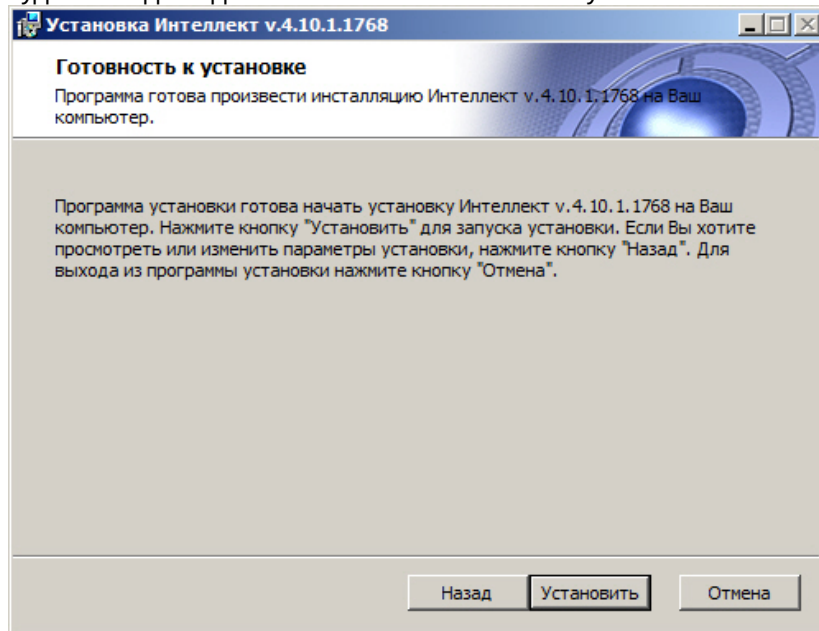 Установка Интеллект v.4.10.1.1768
Готовность к установке
Программа готова произвести инсталляцию Интеллект v.4.10.1.1768 на Ваш
компьютер.
Программа установки готова начать установку Интеллект v.4.10.1.1768 на Ваш
компьютер. Нажмите кнопку "Установить" для запуска установки. Если Вы хотите
просмотреть или изменить параметры установки, нажмите кнопку "Назад". Для
выхода из программы установки нажмите кнопку "Отмена".
Назад Установить Отмена